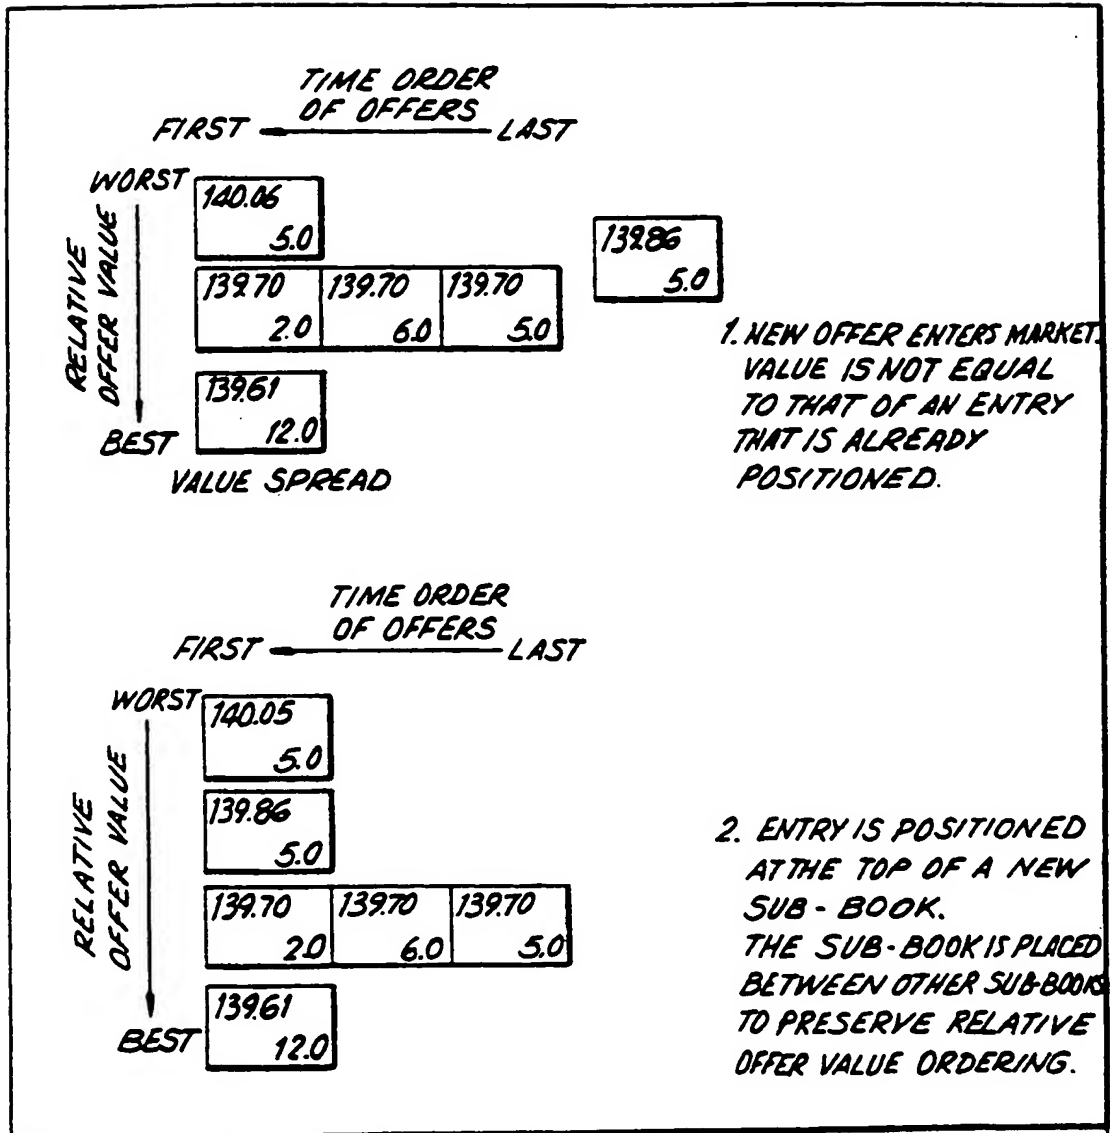 TIME ORDER
OF OFFERS
FIRST LAST
WORST
RELATIVE
OFFER VALUE
BEST
140.06
5.0
139.70 139.70 139.70
2.0 6.0 5.0
139.61
12.0
VALUE SPREAD
139.86
5.0
1. NEW OFFER ENTERS MARKET.
VALUE IS NOT EQUAL
TO THAT OF AN ENTRY
THAT IS ALREADY
POSITIONED.
TIME ORDER
OF OFFERS
FIRST LAST
WORST
RELATIVE
OFFER VALUE
BEST
140.05
5.0
139.86
5.0
139.70 139.70 139.70
2.0 6.0 5.0
139.61
12.0
2. ENTRY IS POSITIONED
AT THE TOP OF A NEW
SUB-BOOK.
THE SUB-BOOK IS PLACED
BETWEEN OTHER SUB-BOOKS
TO PRESERVE RELATIVE
OFFER VALUE ORDERING.